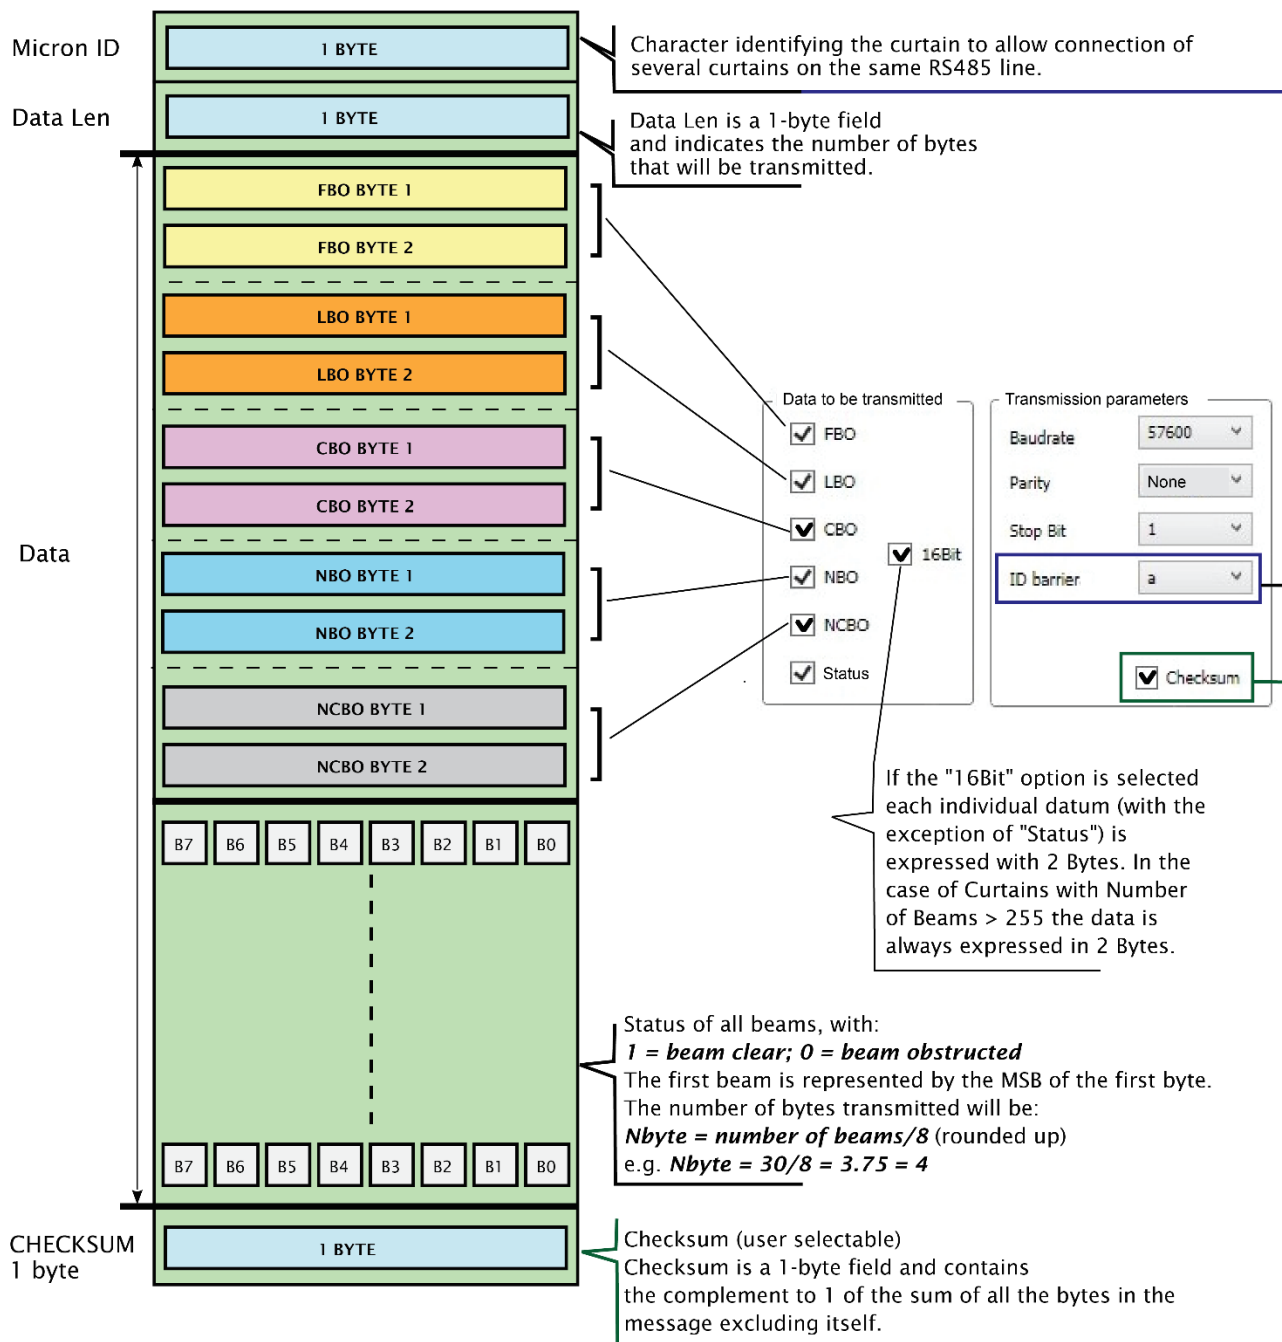 Micron ID
1 BYTE
Character identifying the curtain to allow connection of
several curtains on the same RS485 line.
Data Len
1 BYTE
Data Len is a 1-byte field
and indicates the number of bytes
that will be transmitted.
FBO BYTE 1
FBO BYTE 2
LBO BYTE 1
LBO BYTE 2
CBO BYTE 1
CBO BYTE 2
Data
NBO BYTE 1
NBO BYTE 2
NCBO BYTE 1
NCBO BYTE 2
Data to be transmitted
FBO
LBO
CBO
NBO
NCBO
Status
16Bit
Transmission parameters
Baudrate 57600
Parity None
Stop Bit 1
ID barrier a
Checksum
If the "16Bit" option is selected
each individual datum (with the
exception of "Status") is
expressed with 2 Bytes. In the
case of Curtains with Number
of Beams > 255 the data is
always expressed in 2 Bytes.
B7 B6 B5 B4 B3 B2 B1 B0
Status of all beams, with:
1 = beam clear; 0 = beam obstructed
The first beam is represented by the MSB of the first byte.
The number of bytes transmitted will be:
Nbyte = number of beams/8 (rounded up)
e.g. Nbyte = 30/8 = 3.75 = 4
B7 B6 B5 B4 B3 B2 B1 B0
CHECKSUM
1 byte
1 BYTE
Checksum (user selectable)
Checksum is a 1-byte field and contains
the complement to 1 of the sum of all the bytes in the
message excluding itself.